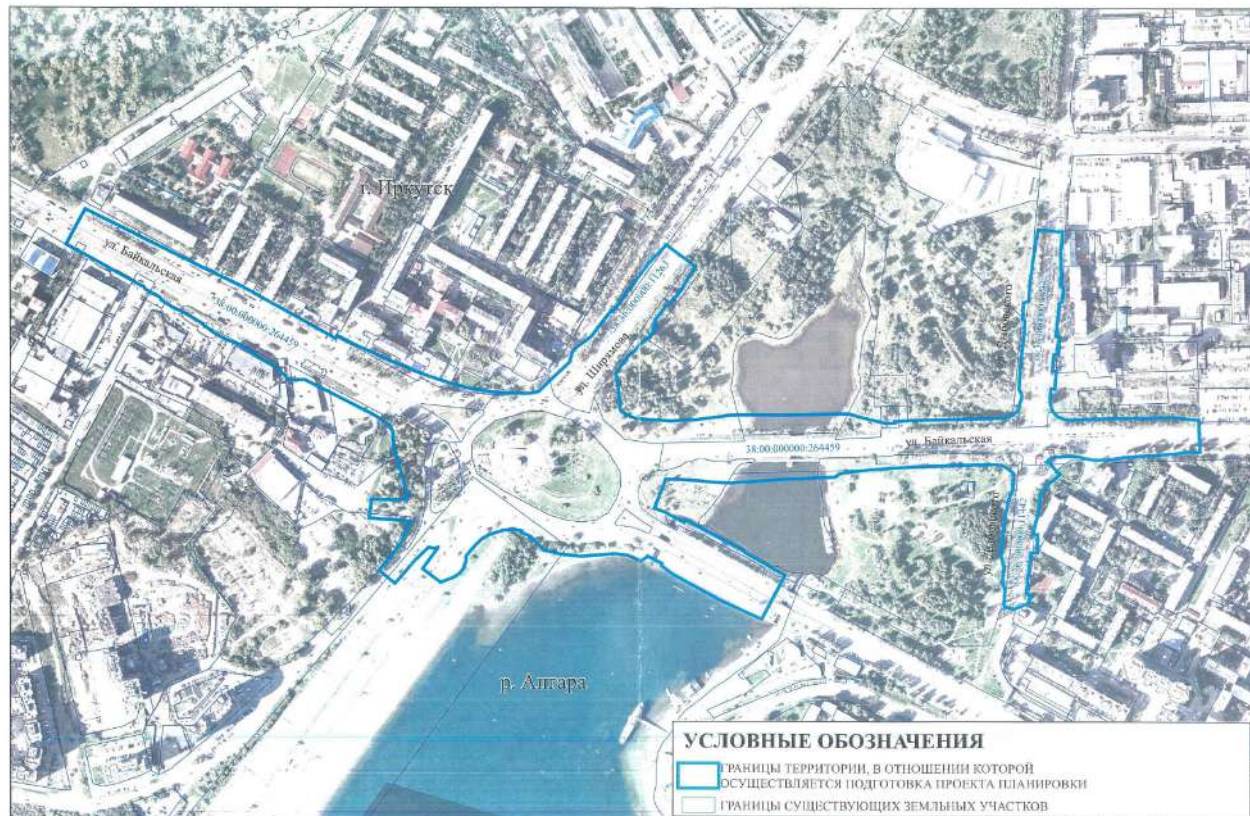 г. Иркутск
ул. Байкальская
38:00:000000:264459
ул. Ширямова
38:00:000000:264459
ул. Байкальская
р. Ангара
УСЛОВНЫЕ ОБОЗНАЧЕНИЯ
ГРАНИЦЫ ТЕРРИТОРИИ, В ОТНОШЕНИИ КОТОРОЙ
ОСУЩЕСТВЛЯЕТСЯ ПОДГОТОВКА ПРОЕКТА ПЛАНИРОВКИ
ГРАНИЦЫ СУЩЕСТВУЮЩИХ ЗЕМЛЬНЫХ УЧАСТКОВ